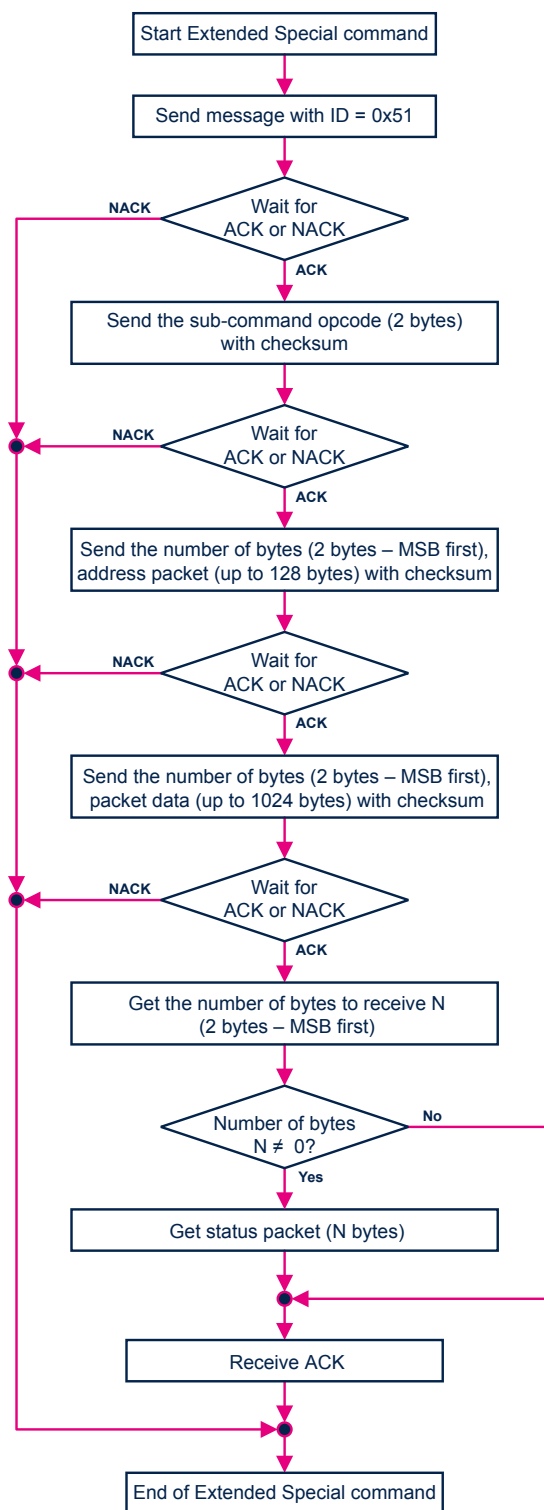 Start Extended Special command
Send message with ID = 0x51
NACK
Wait for
ACK or NACK
ACK
Send the sub-command opcode (2 bytes)
with checksum
NACK
Wait for
ACK or NACK
ACK
Send the number of bytes (2 bytes – MSB first),
address packet (up to 128 bytes) with checksum
NACK
Wait for
ACK or NACK
ACK
Send the number of bytes (2 bytes – MSB first),
packet data (up to 1024 bytes) with checksum
NACK
Wait for
ACK or NACK
ACK
Get the number of bytes to receive N
(2 bytes – MSB first)
Number of bytes
N ≠ 0?
No
Yes
Get status packet (N bytes)
Receive ACK
End of Extended Special command